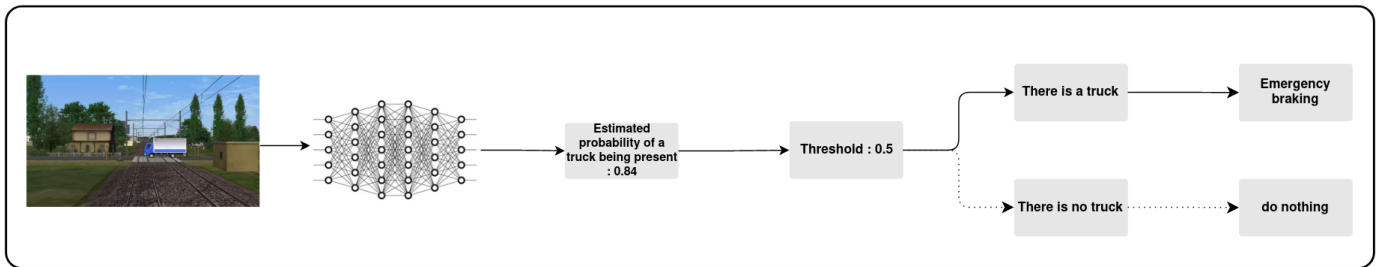 Estimated
probability of a
truck being present
: 0.84
Threshold : 0.5
There is a truck
Emergency
braking
There is no truck
do nothing